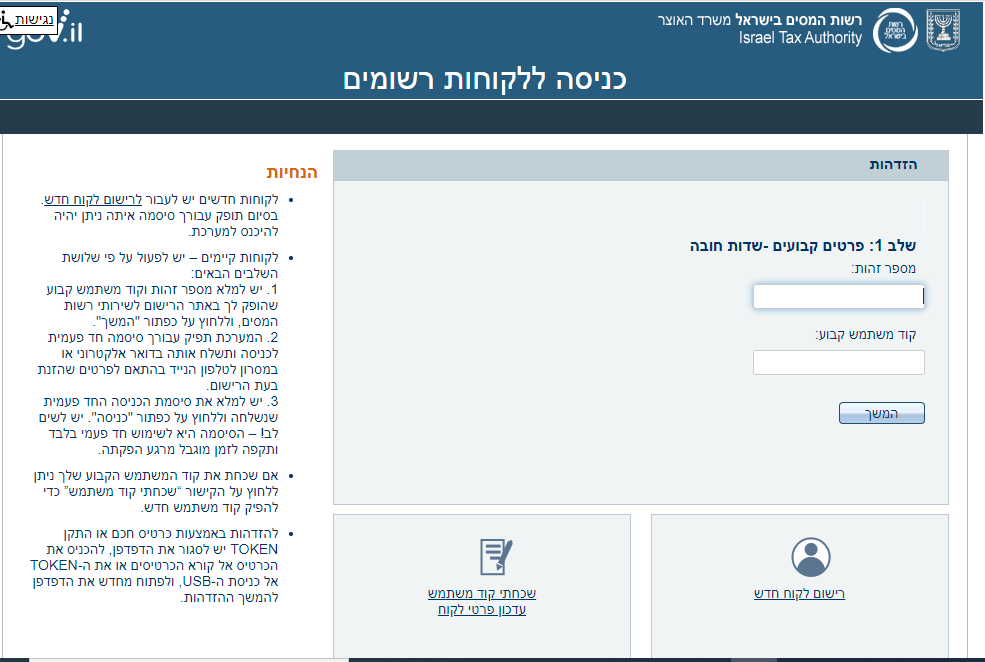 נגישות
gov.il
רשות המסים בישראל משרד האוצר
Israel Tax Authority
כניסה ללקוחות רשומים
הזדהות
שלב 1: פרטים קבועים -שדות חובה
מספר זהות:
קוד משתמש קבוע:
המשך
רישום לקוח חדש
שכחתי קוד משתמש
עדכון פרטי לקוח
הנחיות
לקוחות חדשים יש לעבור לרישום לקוח חדש.
בסיום תופק עבורך סיסמה איתה ניתן יהיה
להיכנס למערכת.
לקוחות קיימים – יש לפעול על פי שלושת
השלבים הבאים:
1. יש למלא מספר זהות וקוד משתמש קבוע
שהופק לך באתר הרישום לשירותי רשות
המסים, וללחוץ על כפתור "המשך".
2. המערכת תפיק עבורך סיסמה חד פעמית
לכניסה ותשלח אותה בדואר אלקטרוני או
במסרון לטלפון הנייד בהתאם לפרטים שהזנת
בעת הרישום.
3. יש למלא את סיסמת הכניסה החד פעמית
שנשלחה וללחוץ על כפתור "כניסה". יש לשים
לב! – הסיסמה היא לשימוש חד פעמי בלבד
ותקפה לזמן מוגבל מרגע הפקתה.
אם שכחת את קוד המשתמש הקבוע שלך ניתן
ללחוץ על הקישור "שכחתי קוד משתמש" כדי
להפיק קוד משתמש חדש.
להזדהות באמצעות כרטיס חכם או התקן
TOKEN יש לסגור את הדפדפן, להכניס את
הכרטיס אל קורא הכרטיסים או את ה-TOKEN
אל כניסת ה-USB, ולפתוח מחדש את הדפדפן
להמשך ההזדהות.